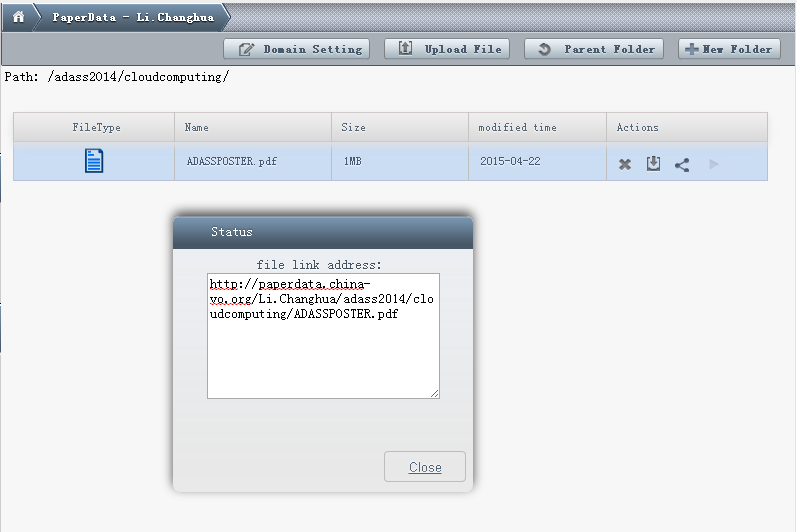 PaperData - Li.Changhua
Domain Setting Upload File Parent Folder New Folder
Path: /adass2014/cloudcomputing/
FileType Name Size modified time Actions
ADASSPOSTER.pdf 1MB 2015-04-22
Status
file link address:
http://paperdata.china-
vo.org/Li.Changhua/adass2014/clo
udcomputing/ADASSPOSTER.pdf
Close